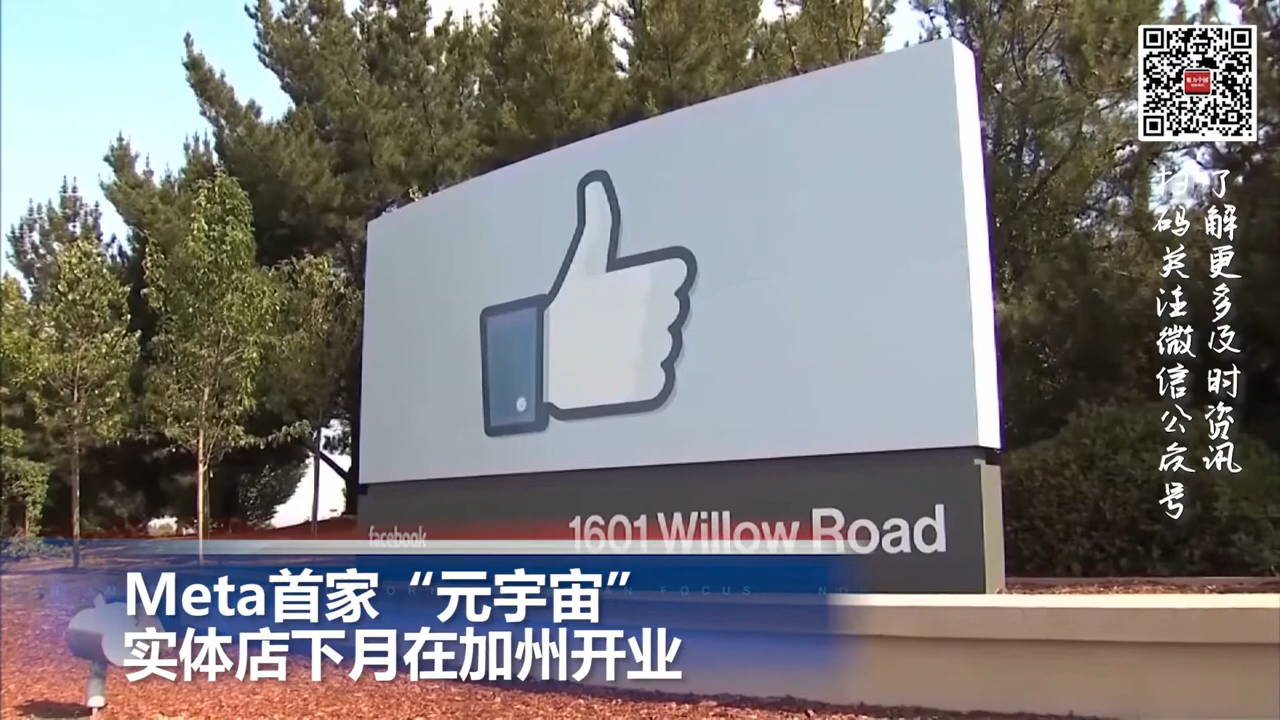 了解更多及时资讯
扫码关注微信公众号
facebook
1601 Willow Road
Meta首家“元宇宙”
实体店下月在加州开业